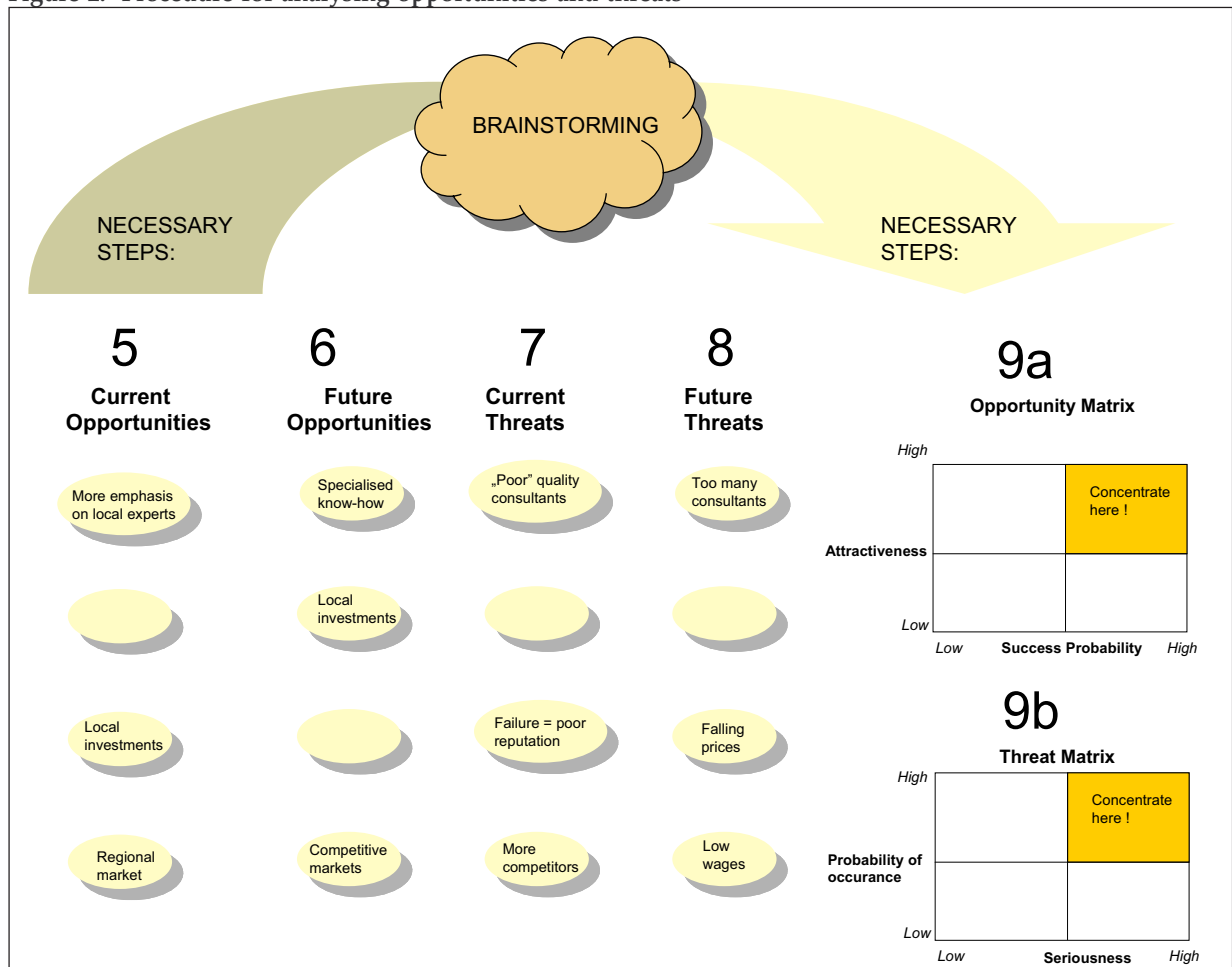 Figure 2: Procedure for analysing opportunities and threats
BRAINSTORMING
NECESSARY
STEPS:
NECESSARY
STEPS:
5
Current
Opportunities
More emphasis
on local experts
Local
investments
Regional
market
6
Future
Opportunities
Specialised
know-how
Local
investments
Competitive
markets
7
Current
Threats
„Poor” quality
consultants
Failure = poor
reputation
More
competitors
8
Future
Threats
Too many
consultants
Falling
prices
Low
wages
9a
Opportunity Matrix
High
Concentrate
here !
Attractiveness
Low
Low Success Probability High
9b
Threat Matrix
High
Concentrate
here !
Probability of
occurance
Low
Low Seriousness High